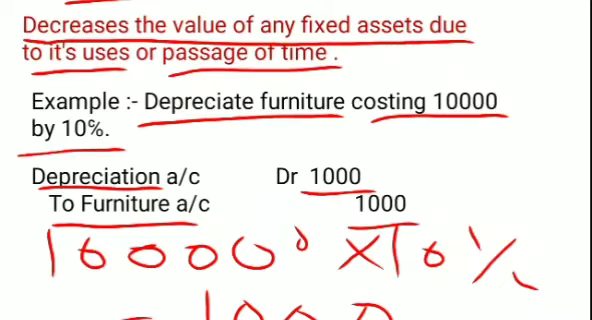 Decreases the value of any fixed assets due
to it's uses or passage of time .
Example :- Depreciate furniture costing 10000
by 10%.
Depreciation a/c Dr 1000
To Furniture a/c 1000
10000 x 10%
= 1000